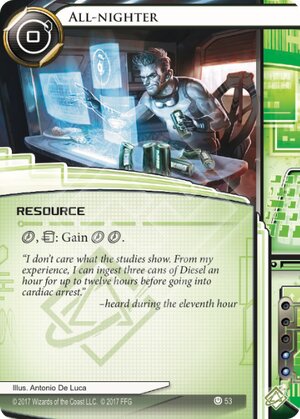 0
ALL-NIGHTER
RESOURCE
, : Gain .
“I don’t care what the studies show. From my
experience, I can ingest three cans of Diesel an
hour for up to twelve hours before going into
cardiac arrest.”
–heard during the eleventh hour
Illus. Antonio De Luca
© 2017 Wizards of the Coast LLC. © 2017 FFG
53